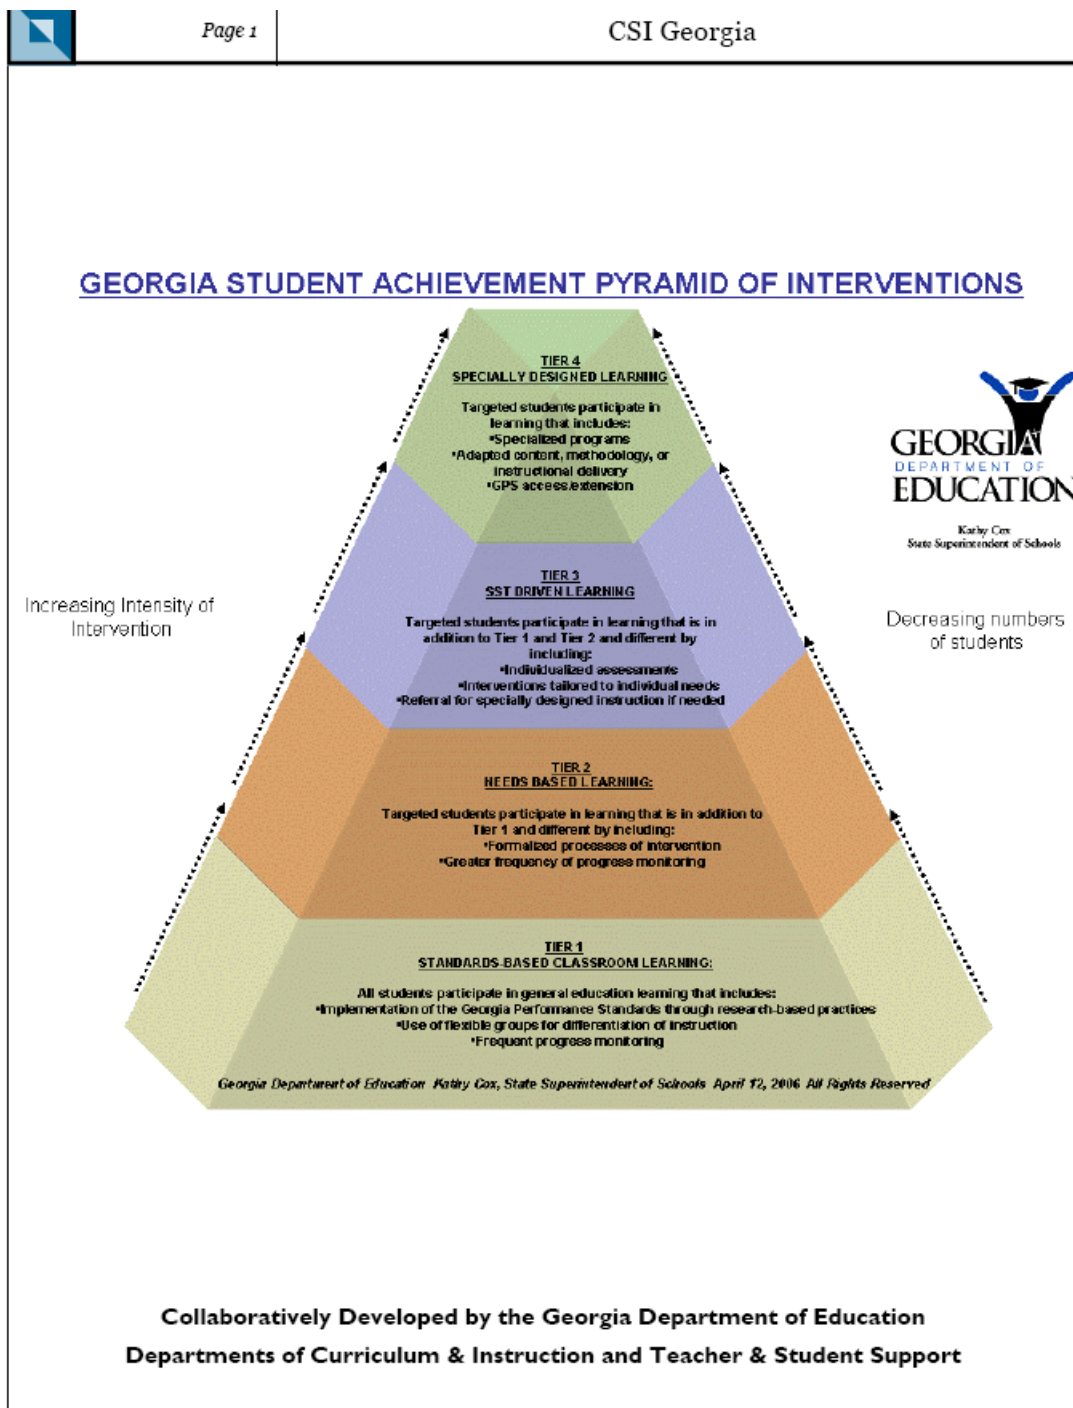 Page 1
CSI Georgia
GEORGIA STUDENT ACHIEVEMENT PYRAMID OF INTERVENTIONS
TIER 4
SPECIALLY DESIGNED LEARNING
Targeted students participate in
learning that includes:
•Specialized programs
•Adapted content, methodology, or
instructional delivery
•GPS access/extension
GEORGIA
DEPARTMENT OF
EDUCATION
Kathy Cox
State Superintendent of Schools
TIER 3
SST DRIVEN LEARNING
Targeted students participate in learning that is in
addition to Tier 1 and Tier 2 and different by
including:
•Individualized assessments
•Interventions tailored to individual needs
•Referral for specially designed instruction if needed
Increasing Intensity of
Intervention
Decreasing numbers
of students
TIER 2
NEEDS BASED LEARNING:
Targeted students participate in learning that is in addition to
Tier 1 and different by including:
•Formalized processes of intervention
•Greater frequency of progress monitoring
TIER 1
STANDARDS-BASED CLASSROOM LEARNING:
All students participate in general education learning that includes:
•Implementation of the Georgia Performance Standards through research-based practices
•Use of flexible groups for differentiation of instruction
•Frequent progress monitoring
Georgia Department of Education Kathy Cox, State Superintendent of Schools April 12, 2006 All Rights Reserved
Collaboratively Developed by the Georgia Department of Education
Departments of Curriculum & Instruction and Teacher & Student Support